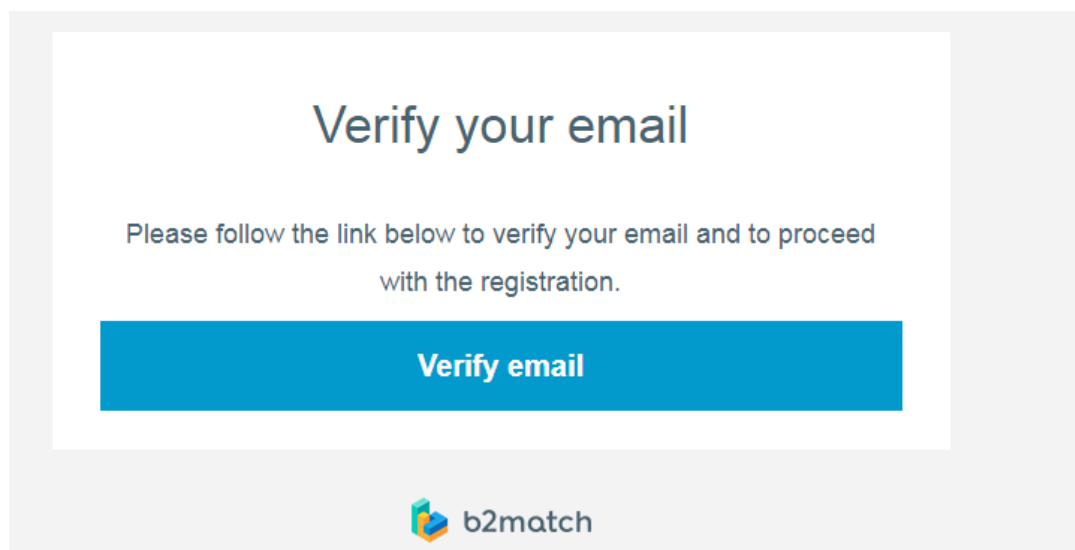 Verify your email
Please follow the link below to verify your email and to proceed
with the registration.
Verify email
b2match